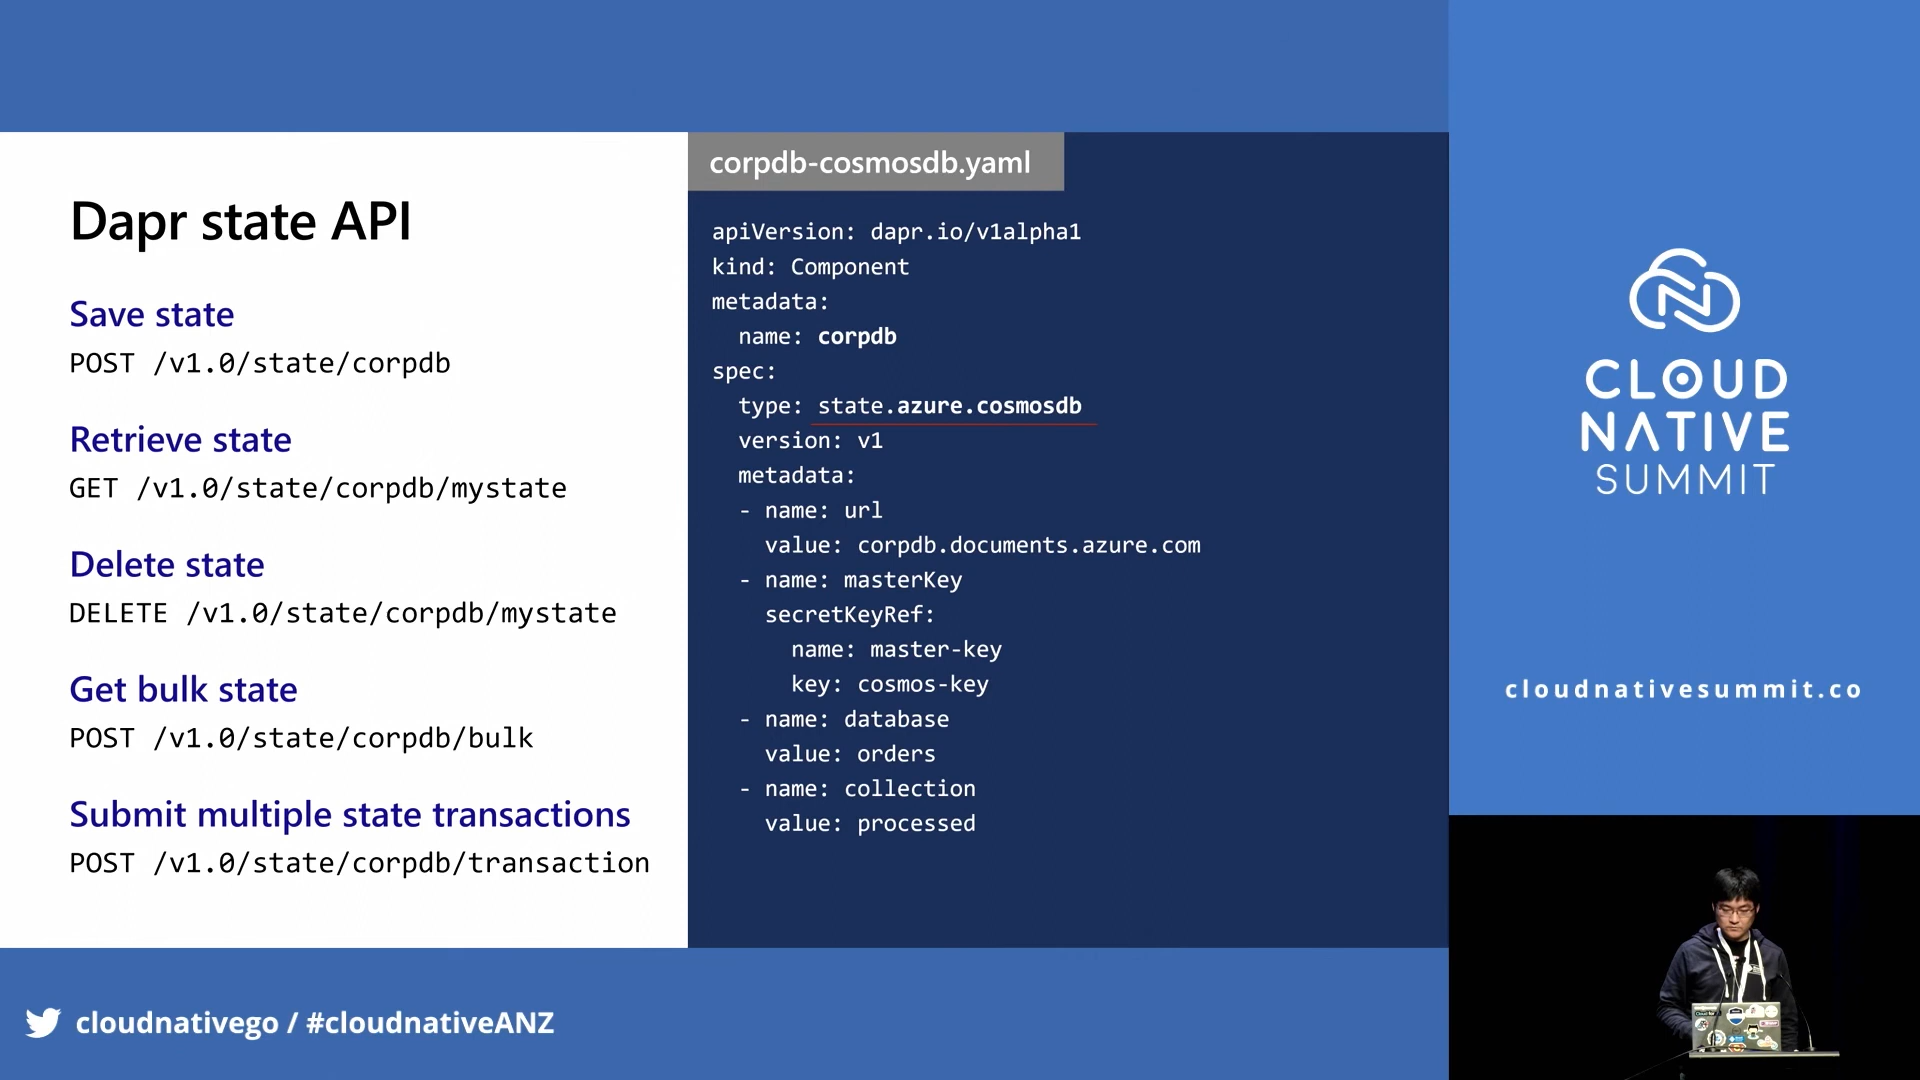 Dapr state API
Save state
POST /v1.0/state/corpdb
Retrieve state
GET /v1.0/state/corpdb/mystate
Delete state
DELETE /v1.0/state/corpdb/mystate
Get bulk state
POST /v1.0/state/corpdb/bulk
Submit multiple state transactions
POST /v1.0/state/corpdb/transaction
corpdb-cosmosdb.yaml
apiVersion: dapr.io/v1alpha1
kind: Component
metadata:
  name: corpdb
spec:
  type: state.azure.cosmosdb
  version: v1
  metadata:
  - name: url
    value: corpdb.documents.azure.com
  - name: masterKey
    secretKeyRef:
      name: master-key
      key: cosmos-key
  - name: database
    value: orders
  - name: collection
    value: processed
CLOUD
NATIVE
SUMMIT
cloudnativesummit.co
cloudnativego / #cloudnativeANZ